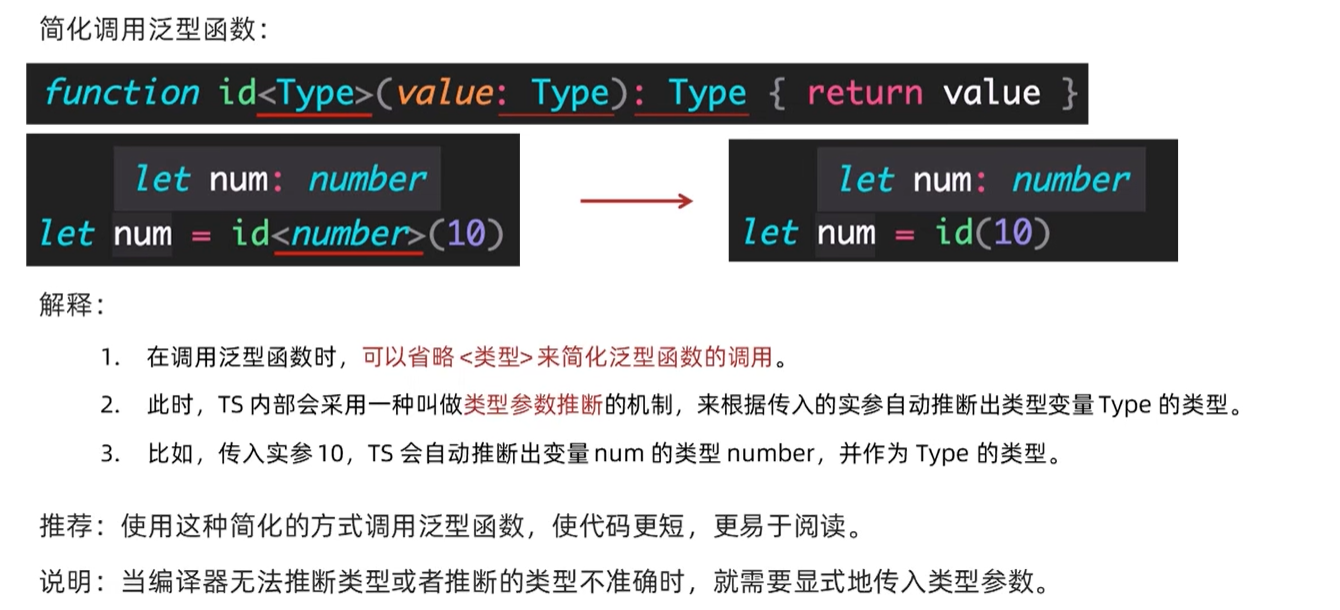 简化调用泛型函数：
function id<Type>(value: Type): Type { return value }
let num: number
let num = id<number>(10)
let num: number
let num = id(10)
解释：
1. 在调用泛型函数时，可以省略<类型>来简化泛型函数的调用。
2. 此时，TS 内部会采用一种叫做类型参数推断的机制，来根据传入的实参自动推断出类型变量 Type 的类型。
3. 比如，传入实参 10，TS 会自动推断出变量 num 的类型 number，并作为 Type 的类型。
推荐：使用这种简化的方式调用泛型函数，使代码更短，更易于阅读。
说明：当编译器无法推断类型或者推断的类型不准确时，就需要显式地传入类型参数。